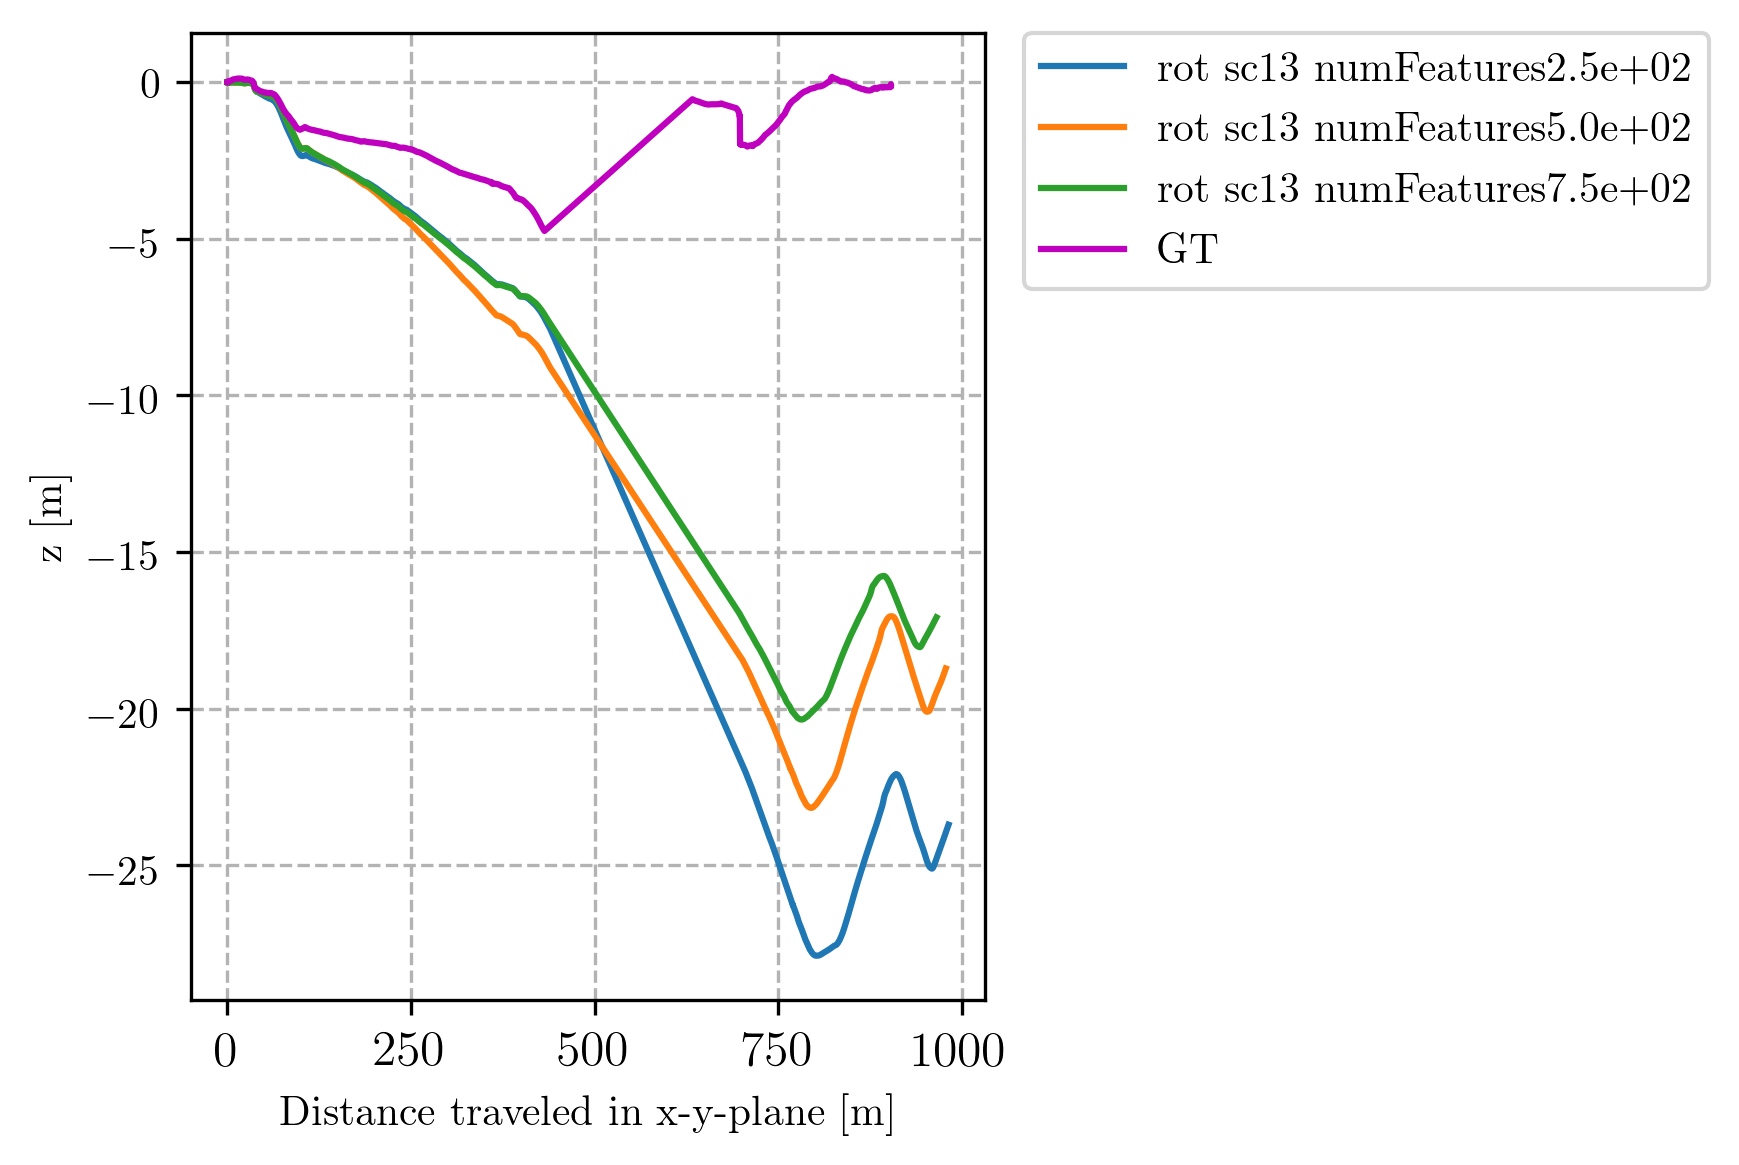 rot sc13 numFeatures2.5e+02
rot sc13 numFeatures5.0e+02
rot sc13 numFeatures7.5e+02
GT
0
−5
−10
−15
−20
−25
z [m]
0 250 500 750 1000
Distance traveled in x-y-plane [m]